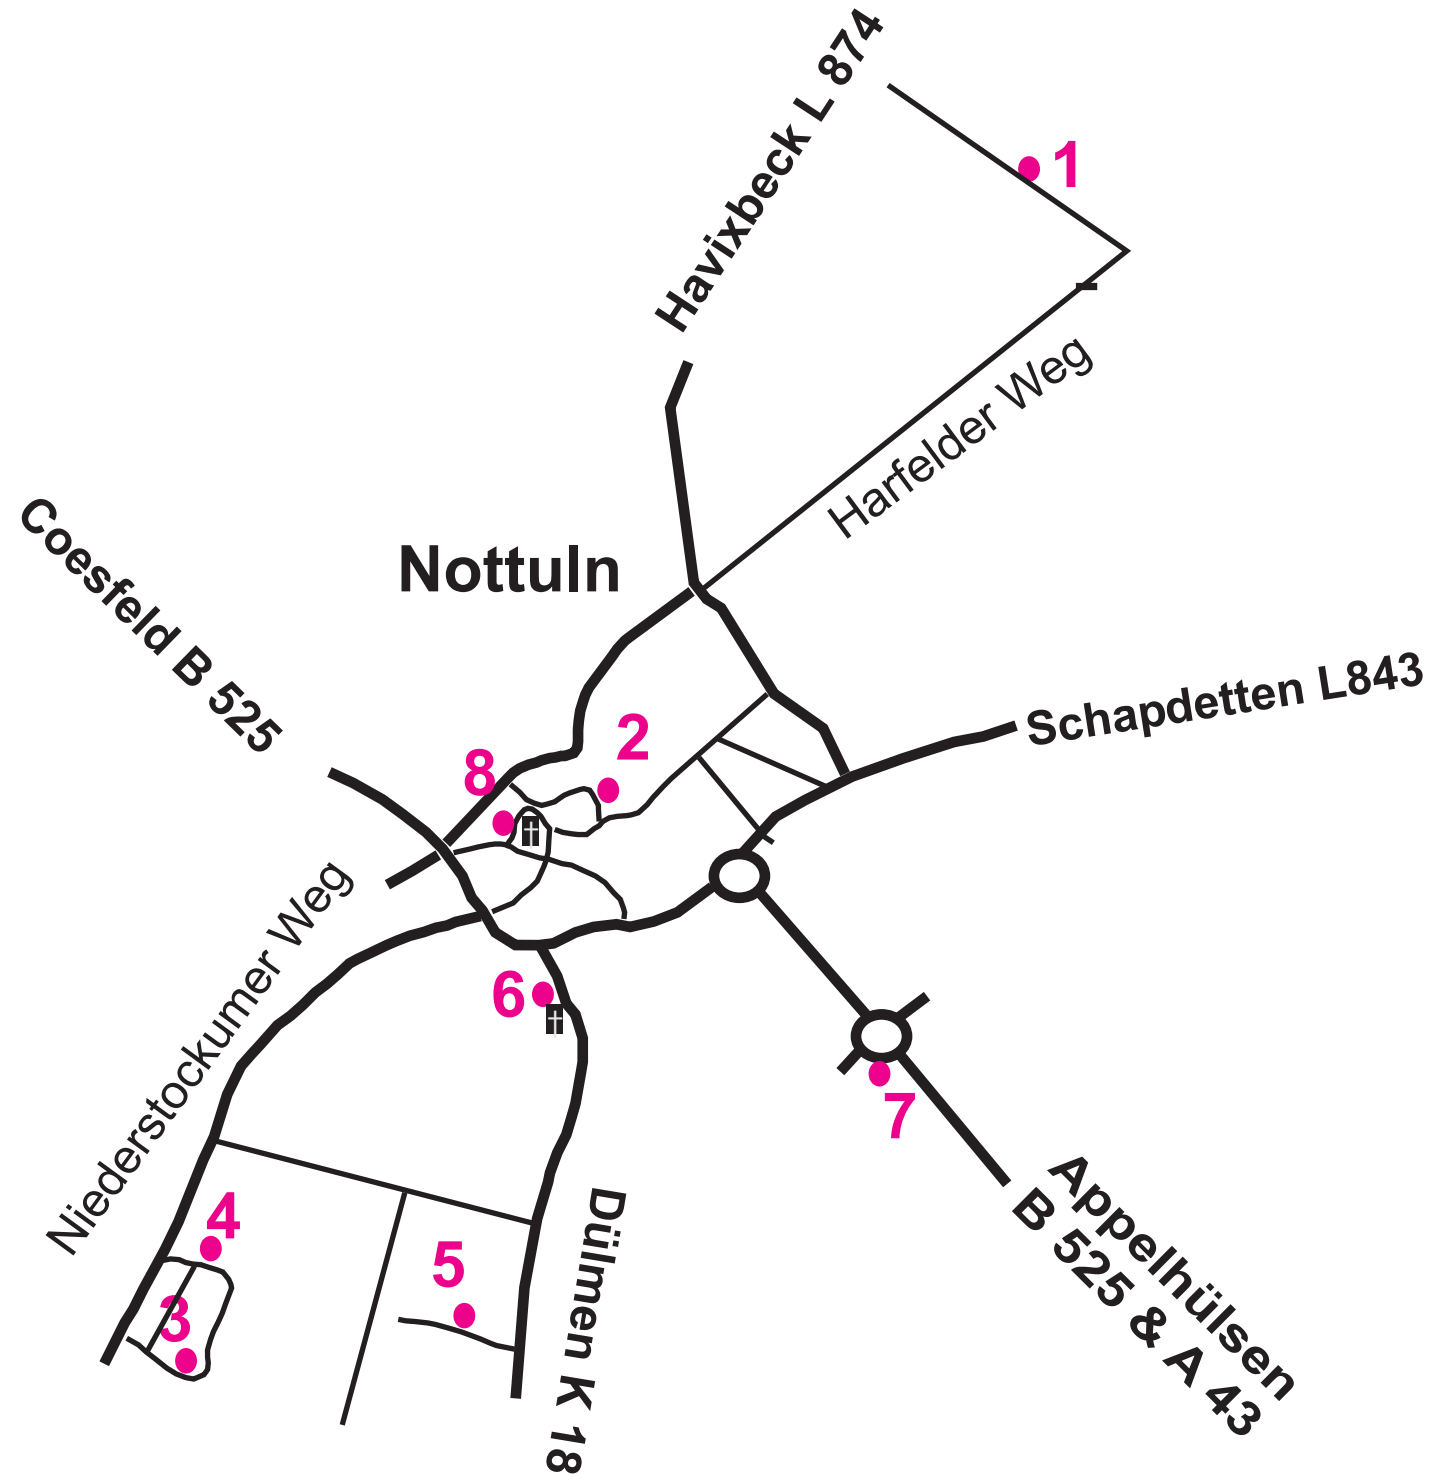 Havixbeck L 874
1
Harfelder Weg
Coesfeld B 525
Nottuln
Schapdetten L843
2
8
Niederstockumer Weg
6
7
4
5
3
Dülmen K 18
Appelhülsen
B 525 & A 43